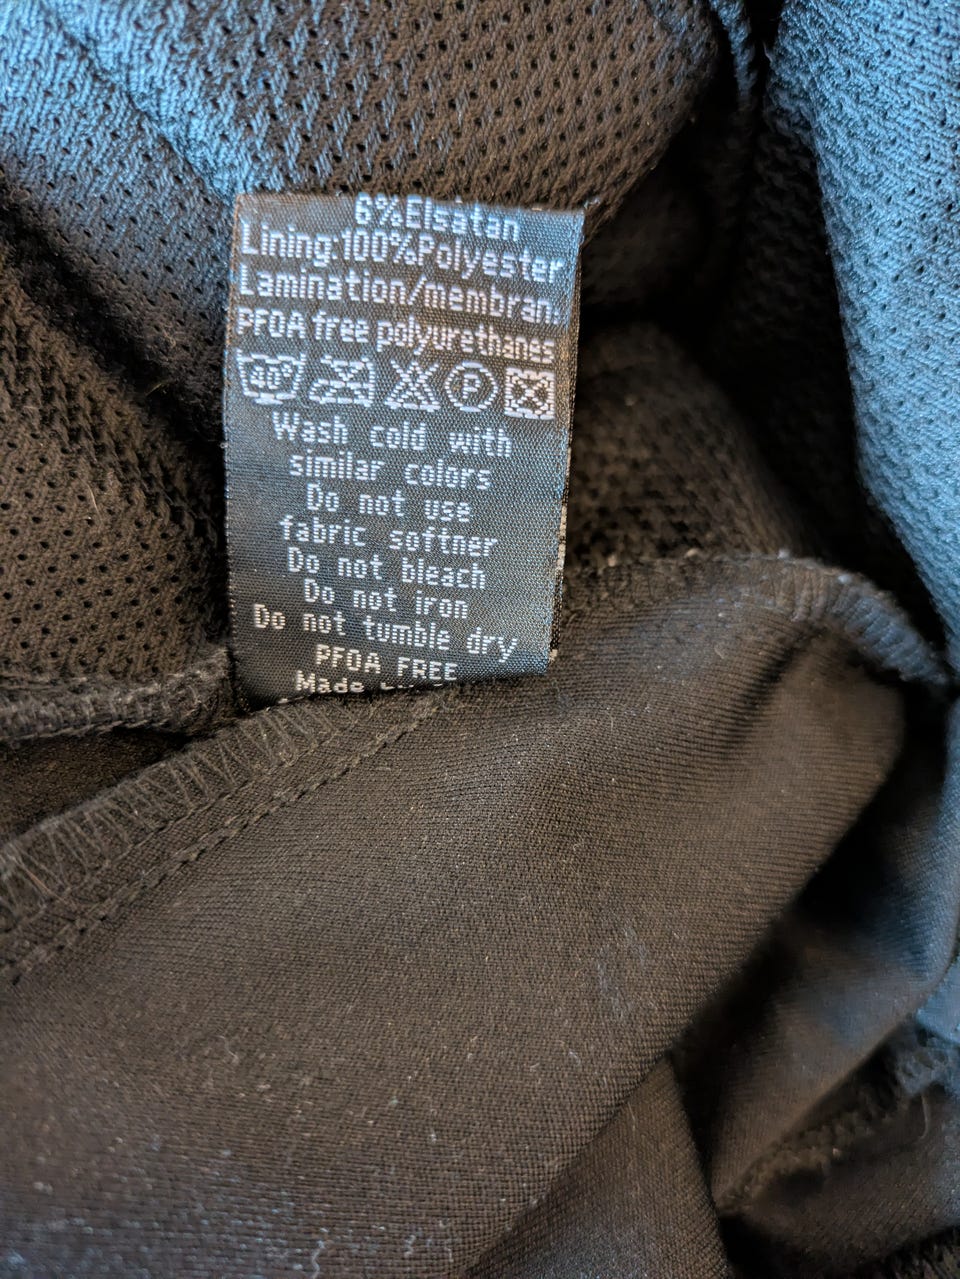 6%Elsatan
Lining:100%Polyester
Lamination/membran.
PFOA free polyurethanes
P
Wash cold with
similar colors
Do not use
fabric softner
Do not bleach
Do not iron
Do not tumble dry
PFOA FREE
Made